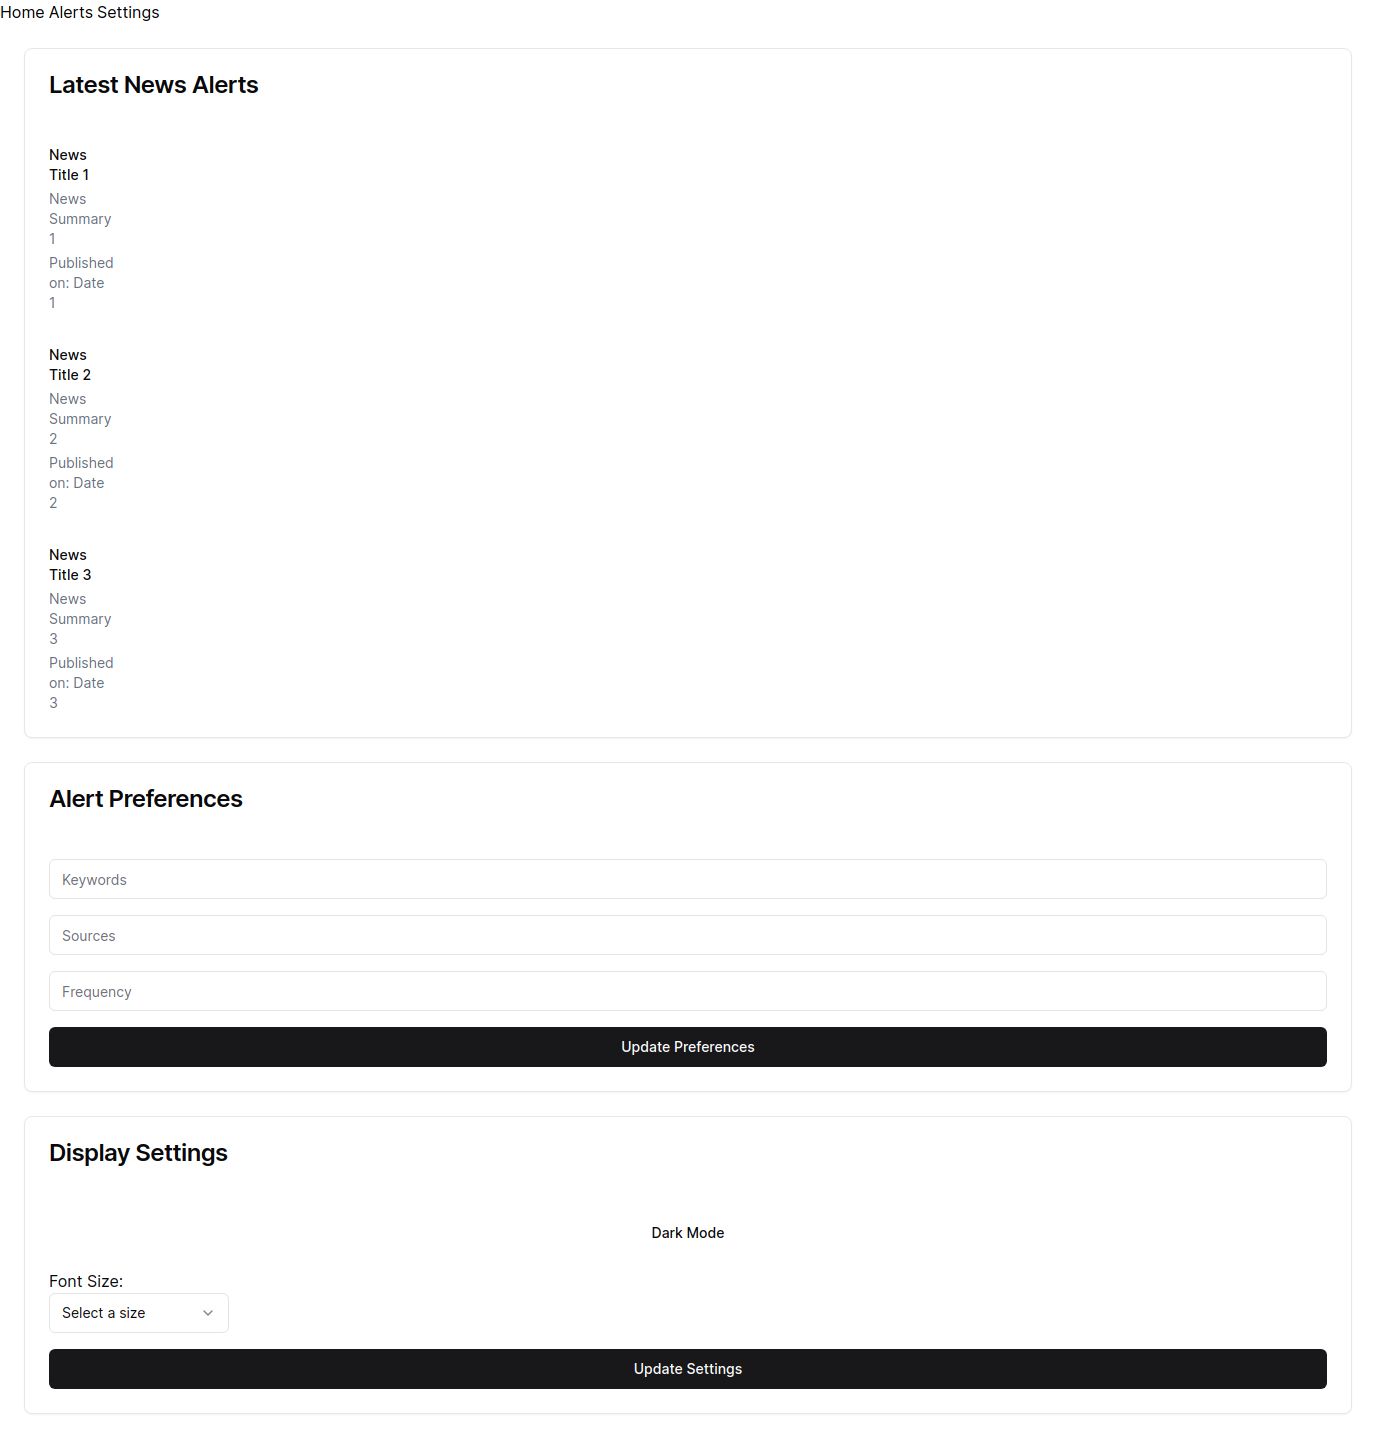 Home Alerts Settings
Latest News Alerts
News
Title 1
News
Summary
1
Published
on: Date
1
News
Title 2
News
Summary
2
Published
on: Date
2
News
Title 3
News
Summary
3
Published
on: Date
3
Alert Preferences
Keywords
Sources
Frequency
Update Preferences
Display Settings
Dark Mode
Font Size:
Select a size
Update Settings